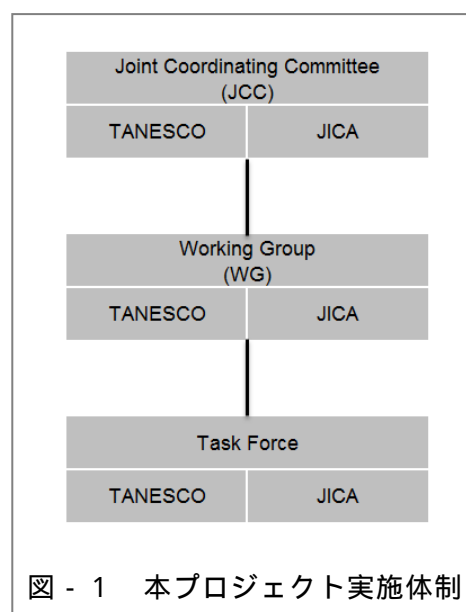 Joint Coordinating Committee
(JCC)
TANESCO JICA
Working Group
(WG)
TANESCO JICA
Task Force
TANESCO JICA
図 - 1 本プロジェクト実施体制